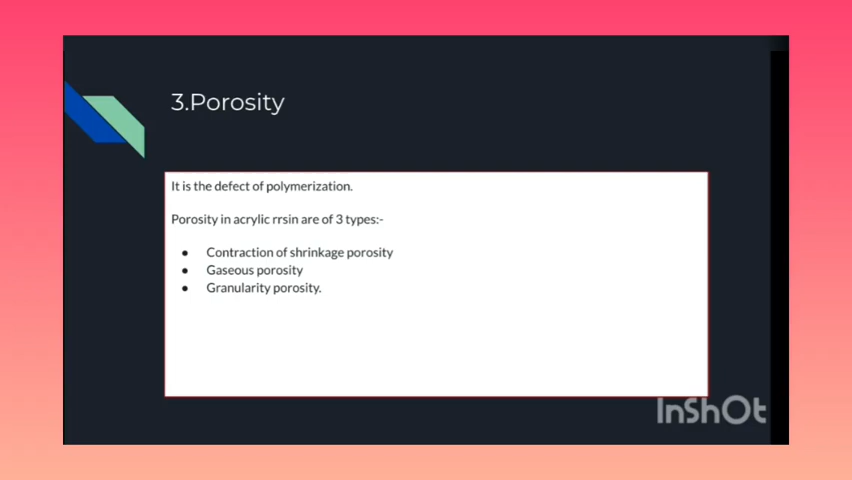 3.Porosity
It is the defect of polymerization.
Porosity in acrylic rrsin are of 3 types:-
● Contraction of shrinkage porosity
● Gaseous porosity
● Granularity porosity.
InShOt